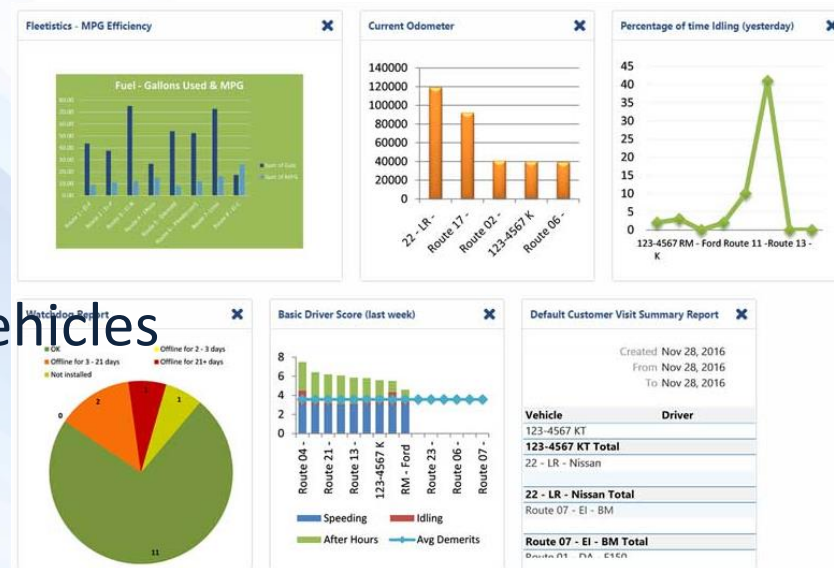 Fleetistics - MPG Efficiency
Fuel - Gallons Used & MPG
Current Odometer
140000
120000
100000
80000
60000
40000
20000
0
22 - LR -
Route 17 -
Route 02 -
123-4567 K
Route 06 -
Percentage of time Idling (yesterday)
45
40
35
30
25
20
15
10
5
0
123-4567 RM - Ford Route 11 -Route 13 -
K
ehicles
Watchdog Report
OK
Offline for 2 - 3 days
Offline for 3 - 21 days
Offline for 21+ days
Not installed
0
2
1
11
Basic Driver Score (last week)
8
6
4
2
0
Route 04 -
Route 21 -
Route 13 -
123-4567 K
RM - Ford
Route 23 -
Route 06 -
Route 07 -
Speeding
Idling
After Hours
Avg Demerits
Default Customer Visit Summary Report
Created Nov 28, 2016
From Nov 28, 2016
To Nov 28, 2016
Vehicle Driver
123-4567 KT
123-4567 KT Total
22 - LR - Nissan
22 - LR - Nissan Total
Route 07 - EI - BM
Route 07 - EI - BM Total
Route 01 - DA - F150